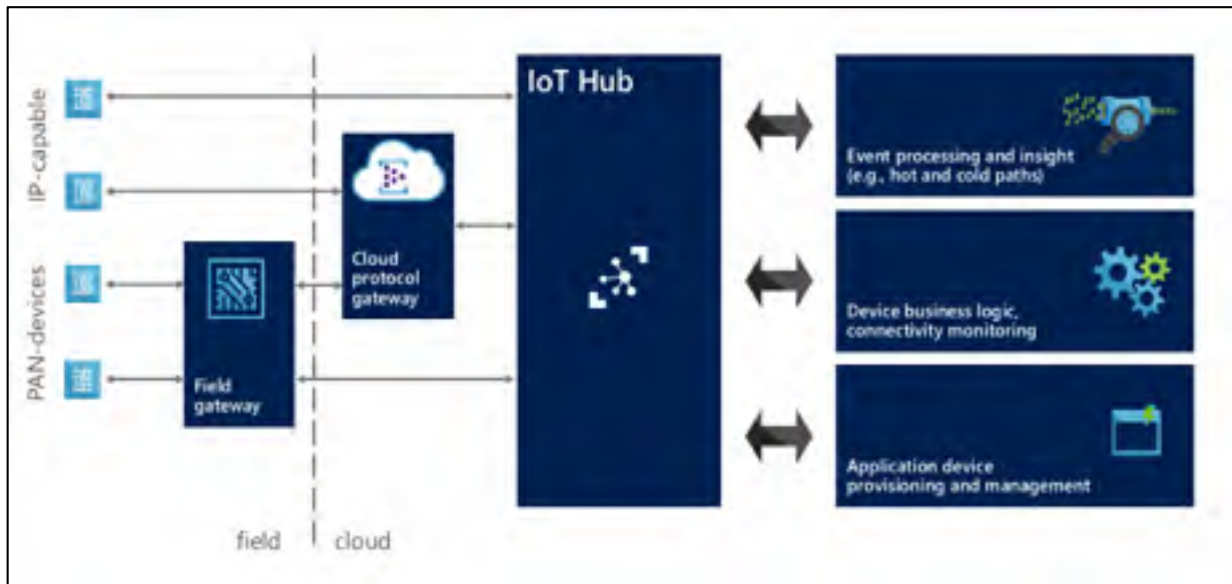 IP-capable
PAN-devices
Field
gateway
Cloud
protocol
gateway
IoT Hub
Event processing and insight
(e.g., hot and cold paths)
Device business logic,
connectivity monitoring
Application device
provisioning and management
field
cloud